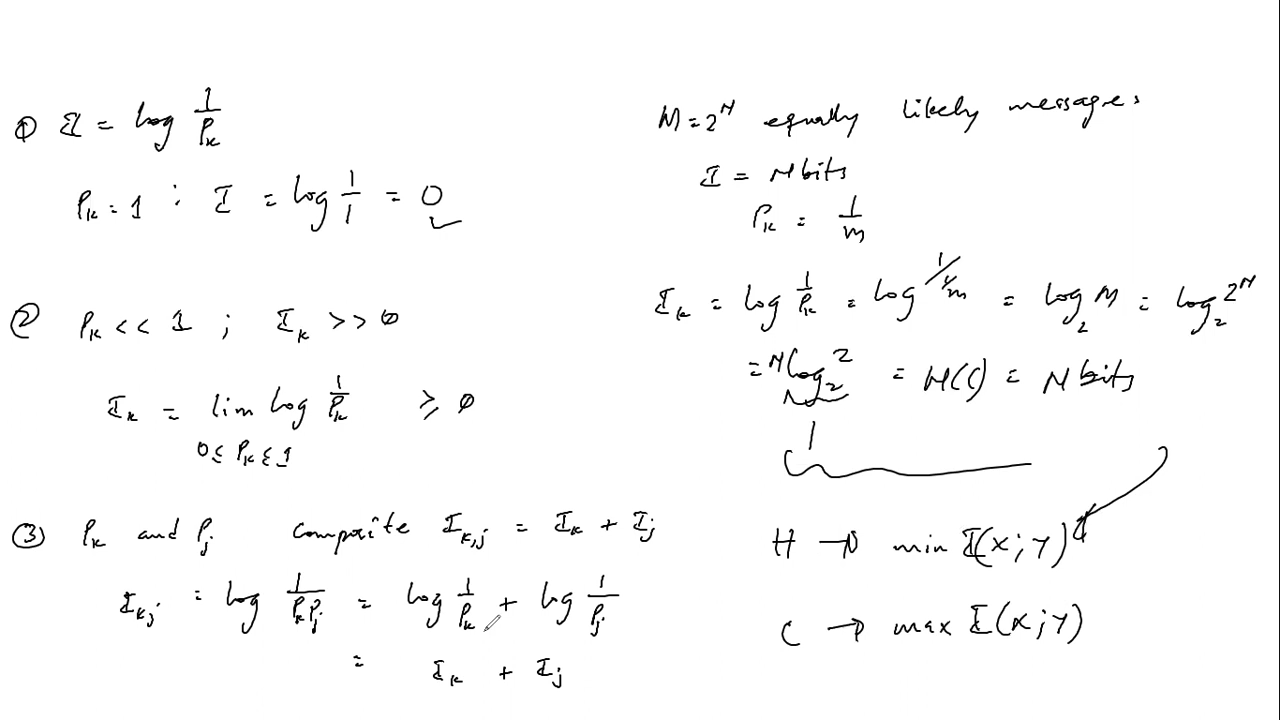 ① I = log 1/Pk
Pk = 1 : I = log 1/1 = 0
② Pk << 1 ; Ik >> 0
Ik = lim log 1/Pk ≥ 0
0 ≤ Pk ≤ 1
③ Pk and Pj composite Ik,j = Ik + Ij
Ikj = log 1/PkPj = log 1/Pk + log 1/Pj
= Ik + Ij
M = 2^N equally likely messages
I = N bits
Pk = 1/m
Ik = log 1/Pk = log 1/1/m = log2 M = log2 2^N
= N log2 2 = N(1) = N bits
1
H → min I(x;y)
C → max I(x;y)